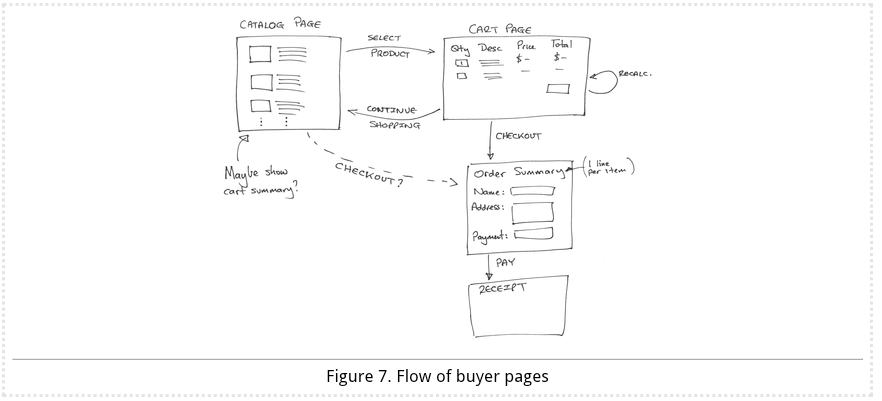 CATALOG PAGE
SELECT
PRODUCT
CONTINUE
SHOPPING
CART PAGE
Qty Desc Price Total
1 $- $-
- -
RECALC.
CHECKOUT
Maybe show
cart summary?
CHECKOUT?
Order Summary
(1 line
per item)
Name:
Address:
Payment:
PAY
RECEIPT
Figure 7. Flow of buyer pages